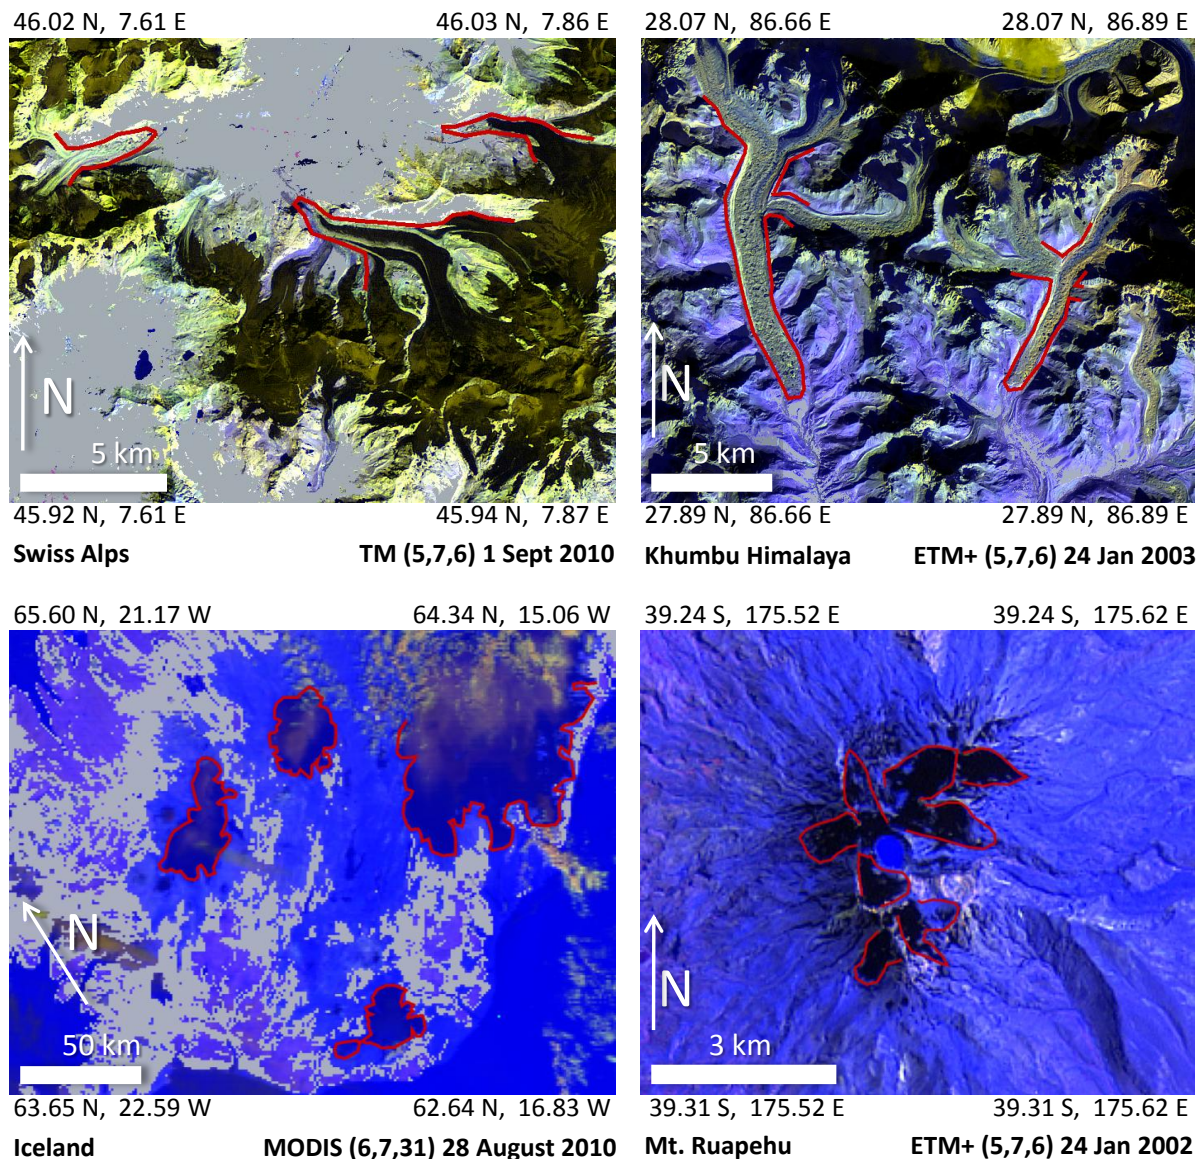 46.02 N, 7.61 E 46.03 N, 7.86 E
28.07 N, 86.66 E 28.07 N, 86.89 E
N
5 km
N
5 km
45.92 N, 7.61 E 45.94 N, 7.87 E
27.89 N, 86.66 E 27.89 N, 86.89 E
Swiss Alps TM (5,7,6) 1 Sept 2010
Khumbu Himalaya ETM+ (5,7,6) 24 Jan 2003
65.60 N, 21.17 W 64.34 N, 15.06 W
39.24 S, 175.52 E 39.24 S, 175.62 E
N
50 km
N
3 km
63.65 N, 22.59 W 62.64 N, 16.83 W
39.31 S, 175.52 E 39.31 S, 175.62 E
Iceland MODIS (6,7,31) 28 August 2010
Mt. Ruapehu ETM+ (5,7,6) 24 Jan 2002